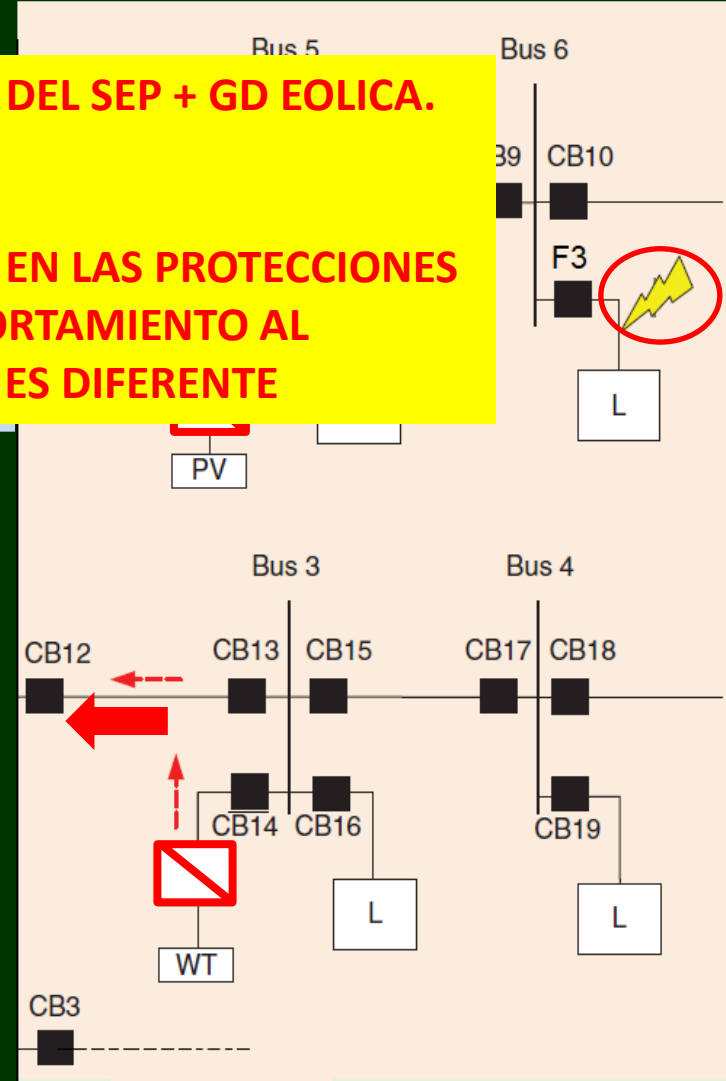 Bus 5
Bus 6
DEL SEP + GD EOLICA.
EN LAS PROTECCIONES
ORTAMIENTO AL
ES DIFERENTE
B9
CB10
F3
L
PV
Bus 3
Bus 4
CB12
CB13
CB15
CB17
CB18
CB14
CB16
CB19
L
L
WT
CB3